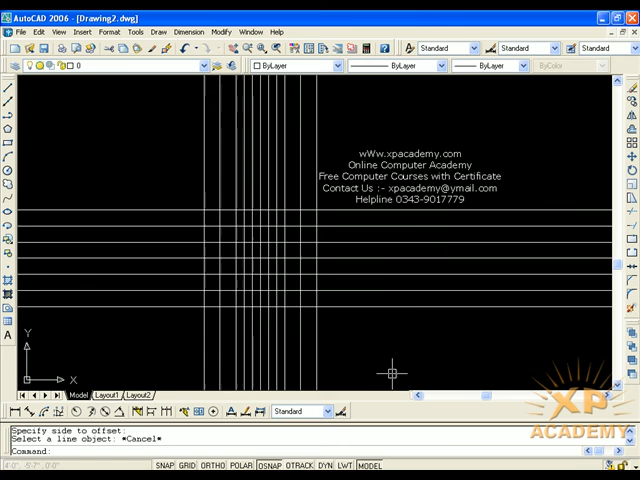 AutoCAD 2006 - [Drawing2.dwg]
File Edit View Insert Format Tools Draw Dimension Modify Window Help
Standard Standard Standard
0 ByLayer ByLayer ByLayer ByColor
wWw.xpacademy.com
Online Computer Academy
Free Computer Courses with Certificate
Contact Us :- xpacademy@ymail.com
Helpline 0343-9017779
Y
X
Model Layout1 Layout2
Standard
XP
ACADEMY
Specify side to offset:
Select a line object: *Cancel*
Command:
SNAP GRID ORTHO POLAR OSNAP OTRACK DYN LWT MODEL